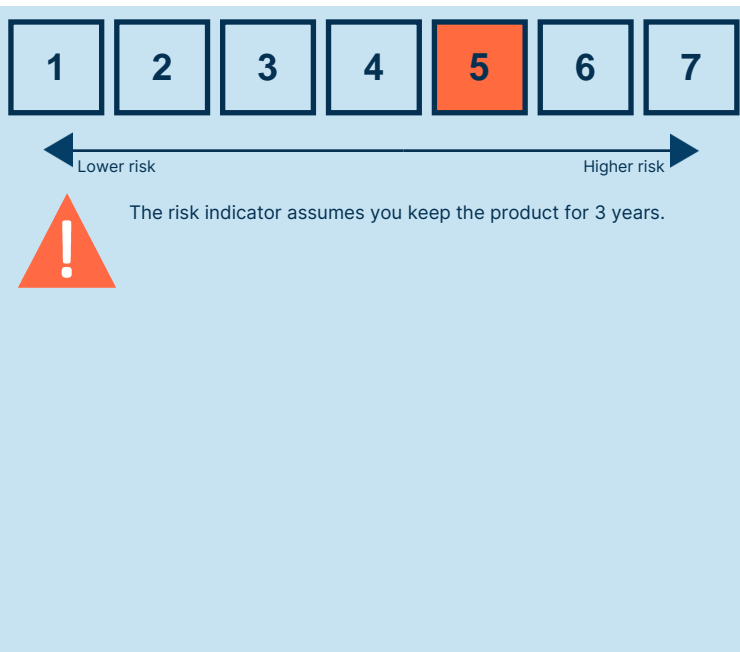 1 2 3 4 5 6 7
Lower risk Higher risk
The risk indicator assumes you keep the product for 3 years.
!